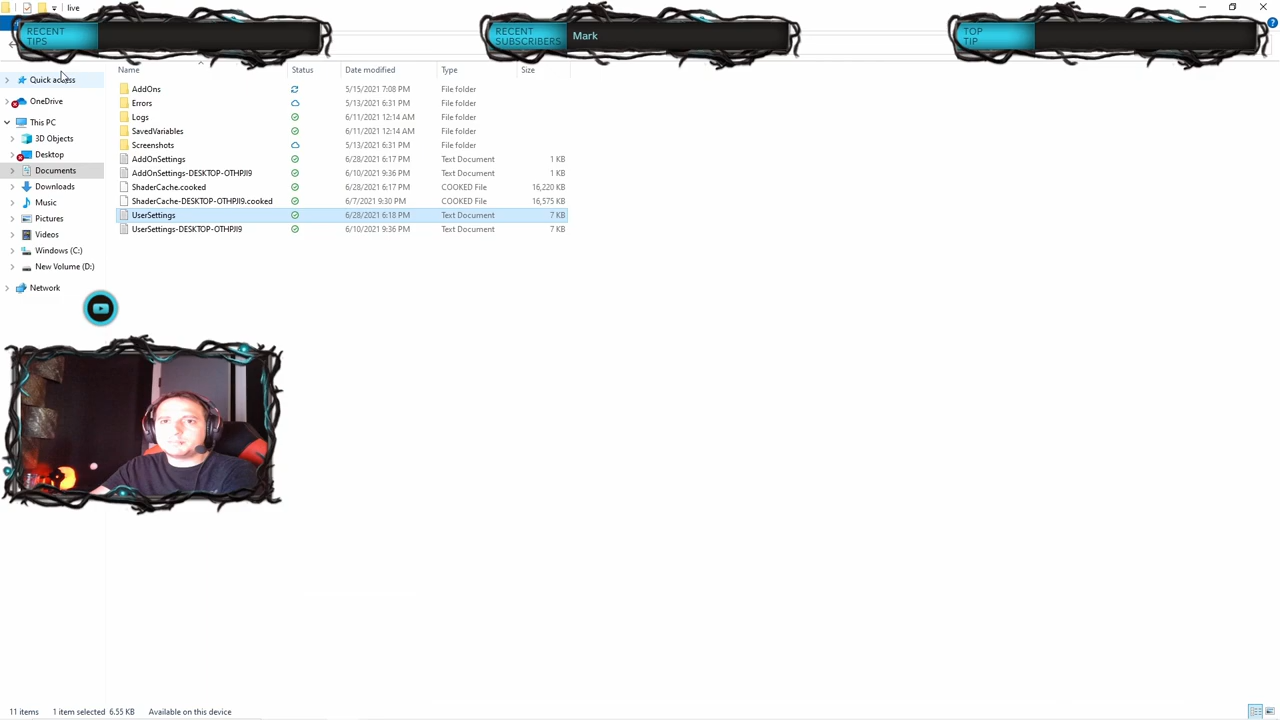 live
RECENT TIPS
RECENT SUBSCRIBERS Mark
TOP TIP
Name Status Date modified Type Size
Quick access
OneDrive
This PC
3D Objects
Desktop
Documents
Downloads
Music
Pictures
Videos
Windows (C:)
New Volume (D:)
Network
AddOns 5/15/2021 7:08 PM File folder
Errors 5/13/2021 6:31 PM File folder
Logs 6/11/2021 12:14 AM File folder
SavedVariables 6/11/2021 12:14 AM File folder
Screenshots 5/13/2021 6:31 PM File folder
AddOnSettings 6/28/2021 6:17 PM Text Document 1 KB
AddOnSettings-DESKTOP-OTHPJI9 6/10/2021 9:36 PM Text Document 1 KB
ShaderCache.cooked 6/28/2021 6:17 PM COOKED File 16,220 KB
ShaderCache-DESKTOP-OTHPJI9.cooked 6/7/2021 9:30 PM COOKED File 16,575 KB
UserSettings 6/28/2021 6:18 PM Text Document 7 KB
UserSettings-DESKTOP-OTHPJI9 6/10/2021 9:36 PM Text Document 7 KB
11 items 1 item selected 6.55 KB Available on this device